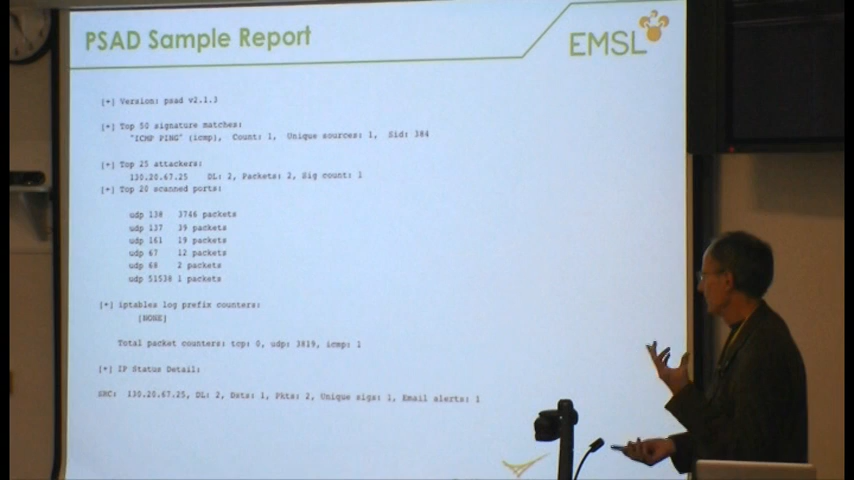 PSAD Sample Report
EMSL
[+] Version: psad v2.1.3
[+] Top 50 signature matches:
"ICMP PING" (icmp), Count: 1, Unique sources: 1, Sid: 384
[+] Top 25 attackers:
130.20.67.25 DL: 2, Packets: 2, Sig count: 1
[+] Top 20 scanned ports:
udp 138 3746 packets
udp 137 39 packets
udp 161 19 packets
udp 67 12 packets
udp 68 2 packets
udp 51538 1 packets
[+] iptables log prefix counters:
[NONE]
Total packet counters: tcp: 0, udp: 3819, icmp: 1
[+] IP Status Detail:
SRC: 130.20.67.25, DL: 2, Dsts: 1, Pkts: 2, Unique sigs: 1, Email alerts: 1